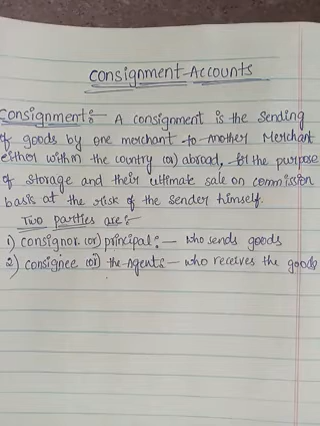 Consignment Accounts
Consignment:- A consignment is the sending
of goods by one merchant to another Merchant
either within the country (or) abroad, for the purpose
of storage and their ultimate sale on commission
basis at the risk of the sender himself.
Two parties are:-
1) consignor (or) principal:- who sends goods
2) consignee (or) the Agents - who receives the goods